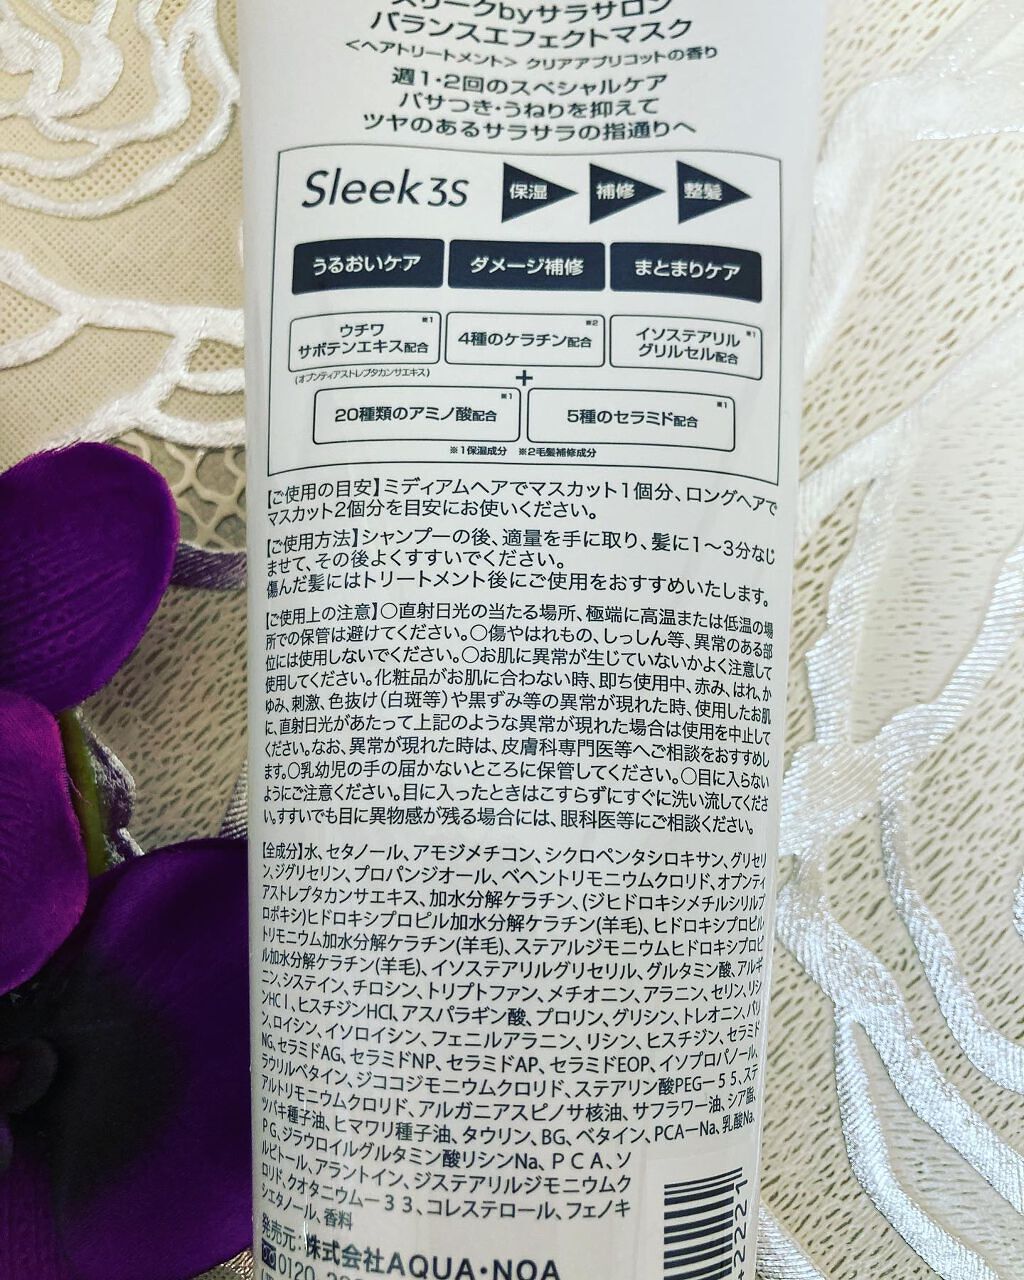 スリークbyサラサロン
バランスエフェクトマスク
<ヘアトリートメント> クリアアプリコットの香り
週1・2回のスペシャルケア
パサつき・うねりを抑えて
ツヤのあるサラサラの指通りへ
Sleek 3S 保湿 補修 整髪
うるおいケア ダメージ補修 まとまりケア
ウチワ ※1
サボテンエキス配合
(オプンティアストレプタカンサエキス)
4種のケラチン配合 ※2
イソステアリル ※1
グリルセル配合
+
20種類のアミノ酸配合 ※1
5種のセラミド配合 ※1
※1保湿成分 ※2毛髪補修成分
【ご使用の目安】ミディアムヘアでマスカット1個分、ロングヘアで
マスカット2個分を目安にお使いください。
【ご使用方法】シャンプーの後、適量を手に取り、髪に1〜3分なじ
ませて、その後よくすすいでください。
傷んだ髪にはトリートメント後にご使用をおすすめいたします。
【ご使用上の注意】○直射日光の当たる場所、極端に高温または低温の場
所での保管は避けてください。○傷やはれもの、しっしん等、異常のある部
位には使用しないでください。○お肌に異常が生じていないかよく注意して
使用してください。化粧品がお肌に合わない時、即ち使用中、赤み、はれ、か
ゆみ、刺激、色抜け(白斑等)や黒ずみ等の異常が現れた時、使用したお肌
に、直射日光があたって上記のような異常が現れた場合は使用を中止して
ください。なお、異常が現れた時は、皮膚科専門医等へご相談をおすすめし
ます。○乳幼児の手の届かないところに保管してください。○目に入らない
ようにご注意ください。目に入ったときはこすらずにすぐに洗い流してくださ
い。すすいでも目に異物感が残る場合には、眼科医等にご相談ください。
【全成分】水、セタノール、アモジメチコン、シクロペンタシロキサン、グリセリ
ン、ジグリセリン、プロパンジオール、ベヘントリモニウムクロリド、オプンティ
アストレプタカンサエキス、加水分解ケラチン、(ジヒドロキシメチルシリルプ
ロポキシ)ヒドロキシプロピル加水分解ケラチン(羊毛)、ヒドロキシプロピル
トリモニウム加水分解ケラチン(羊毛)、ステアルジモニウムヒドロキシプロピ
ル加水分解ケラチン(羊毛)、イソステアリルグリセリル、グルタミン酸、アルギ
ニン、システイン、チロシン、トリプトファン、メチオニン、アラニン、セリン、リシ
ンHCl、ヒスチジンHCl、アスパラギン酸、プロリン、グリシン、トレオニン、バリ
ン、ロイシン、イソロイシン、フェニルアラニン、リシン、ヒスチジン、セラミド
NG、セラミドAG、セラミドNP、セラミドAP、セラミドEOP、イソプロパノール、
ラウリルベタイン、ジココジモニウムクロリド、ステアリン酸PEG-55、ステ
アルトリモニウムクロリド、アルガニアスピノサ核油、サフラワー油、シア脂、
ツバキ種子油、ヒマワリ種子油、タウリン、BG、ベタイン、PCA-Na、乳酸Na、
PG、ジラウロイルグルタミン酸リシンNa、PCA、ソ
ルビトール、アラントイン、ジステアリルジモニウムク
ロリド、クオタニウム-33、コレステロール、フェノキ
シエタノール、香料
発売元:株式会社AQUA・NOA
0120
42221